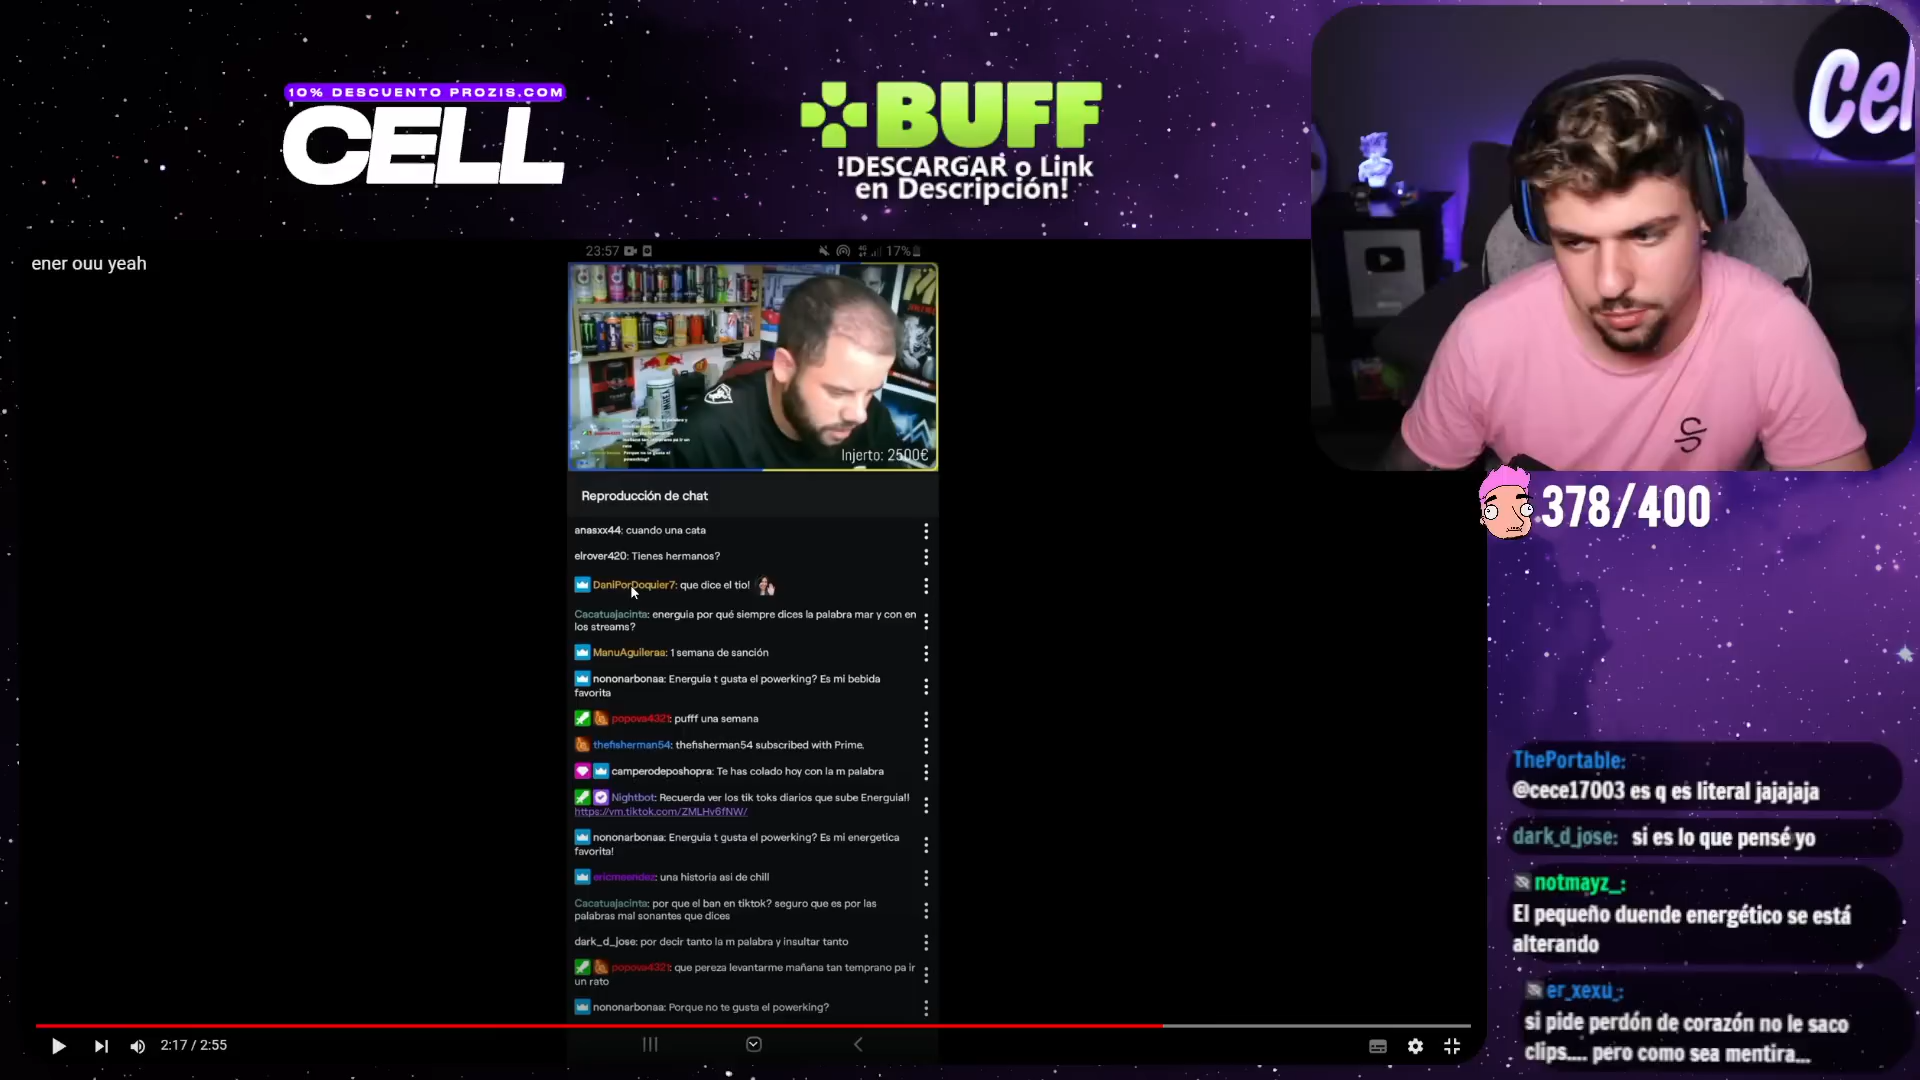 10% DESCUENTO PROZIS.COM
CELL
BUFF
!DESCARGAR o Link
en Descripción!
Cel
ener ouu yeah
23:57
4G
17%
Injerto: 2500€
Reproducción de chat
anasxx44: cuando una cata
elrover420: Tienes hermanos?
DaniPorDoquier7: que dice el tio!
Cacatuajacinta: energuia por qué siempre dices la palabra mar y con en
los streams?
ManuAguileraa: 1 semana de sanción
nononarbonaa: Energuia t gusta el powerking? Es mi bebida
favorita
popova4321: pufff una semana
thefisherman54: thefisherman54 subscribed with Prime.
camperodeposhopra: Te has colado hoy con la m palabra
Nightbot: Recuerda ver los tik toks diarios que sube Energuia!!
https://vm.tiktok.com/ZMLHv6fNW/
nononarbonaa: Energuia t gusta el powerking? Es mi energetica
favorita!
ericmeendez: una historia asi de chill
Cacatuajacinta: por que el ban en tiktok? seguro que es por las
palabras mal sonantes que dices
dark_d_jose: por decir tanto la m palabra y insultar tanto
popova4321: que pereza levantarme mañana tan temprano pa ir
un rato
nononarbonaa: Porque no te gusta el powerking?
2:17 / 2:55
378/400
ThePortable:
@cece17003 es q es literal jajajaja
dark_d_jose: si es lo que pensé yo
notmayz_:
El pequeño duende energético se está
alterando
er_xexu_:
si pide perdón de corazón no le saco
clips.... pero como sea mentira...